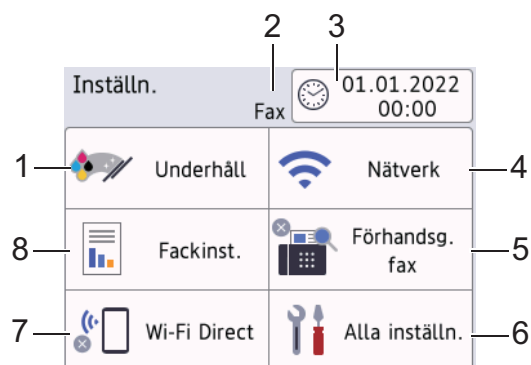 2 3
Inställn.
Fax
01.01.2022
00:00
1 Underhåll Nätverk 4
8 Fackinst. Förhandsg.
fax 5
7 Wi-Fi Direct Alla inställn. 6